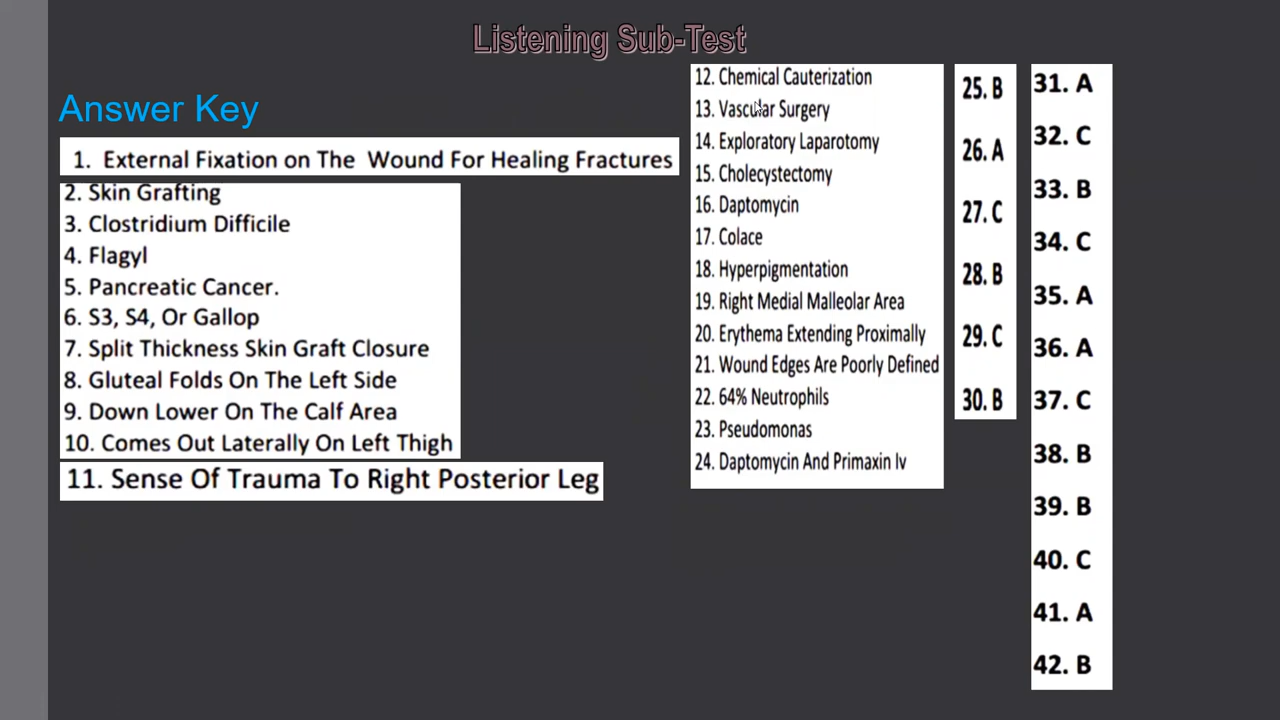 Listening Sub-Test
Answer Key
1. External Fixation on The Wound For Healing Fractures
2. Skin Grafting
3. Clostridium Difficile
4. Flagyl
5. Pancreatic Cancer.
6. S3, S4, Or Gallop
7. Split Thickness Skin Graft Closure
8. Gluteal Folds On The Left Side
9. Down Lower On The Calf Area
10. Comes Out Laterally On Left Thigh
11. Sense Of Trauma To Right Posterior Leg
12. Chemical Cauterization
13. Vascular Surgery
14. Exploratory Laparotomy
15. Cholecystectomy
16. Daptomycin
17. Colace
18. Hyperpigmentation
19. Right Medial Malleolar Area
20. Erythema Extending Proximally
21. Wound Edges Are Poorly Defined
22. 64% Neutrophils
23. Pseudomonas
24. Daptomycin And Primaxin Iv
25. B
26. A
27. C
28. B
29. C
30. B
31. A
32. C
33. B
34. C
35. A
36. A
37. C
38. B
39. B
40. C
41. A
42. B